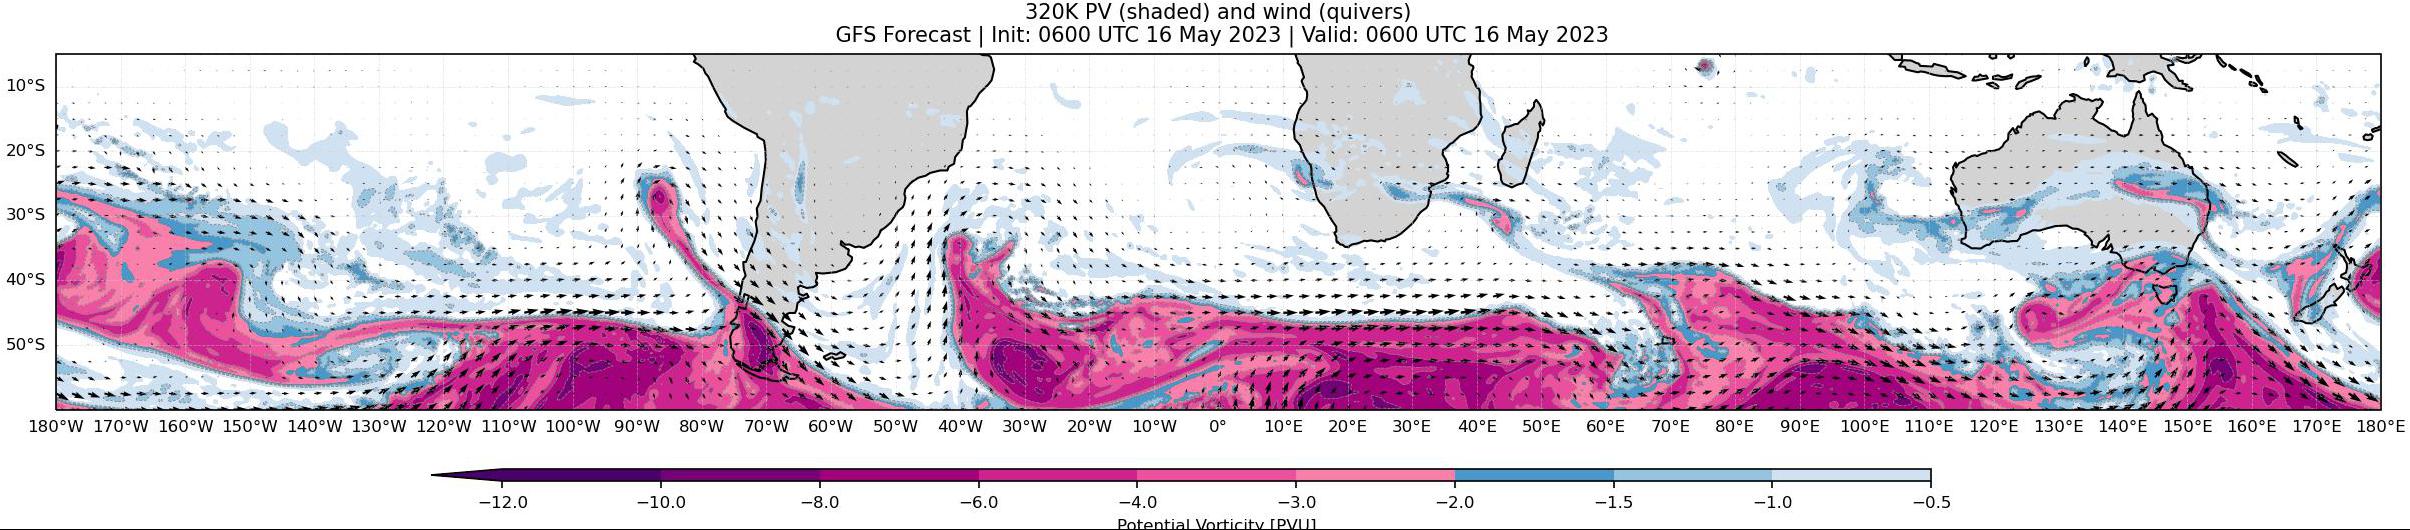 320K PV (shaded) and wind (quivers)
GFS Forecast | Init: 0600 UTC 16 May 2023 | Valid: 0600 UTC 16 May 2023
10°S
20°S
30°S
40°S
50°S
180°W 170°W 160°W 150°W 140°W 130°W 120°W 110°W 100°W 90°W 80°W 70°W 60°W 50°W 40°W 30°W 20°W 10°W 0° 10°E 20°E 30°E 40°E 50°E 60°E 70°E 80°E 90°E 100°E 110°E 120°E 130°E 140°E 150°E 160°E 170°E 180°E
−12.0 −10.0 −8.0 −6.0 −4.0 −3.0 −2.0 −1.5 −1.0 −0.5
Potential Vorticity [PVU]